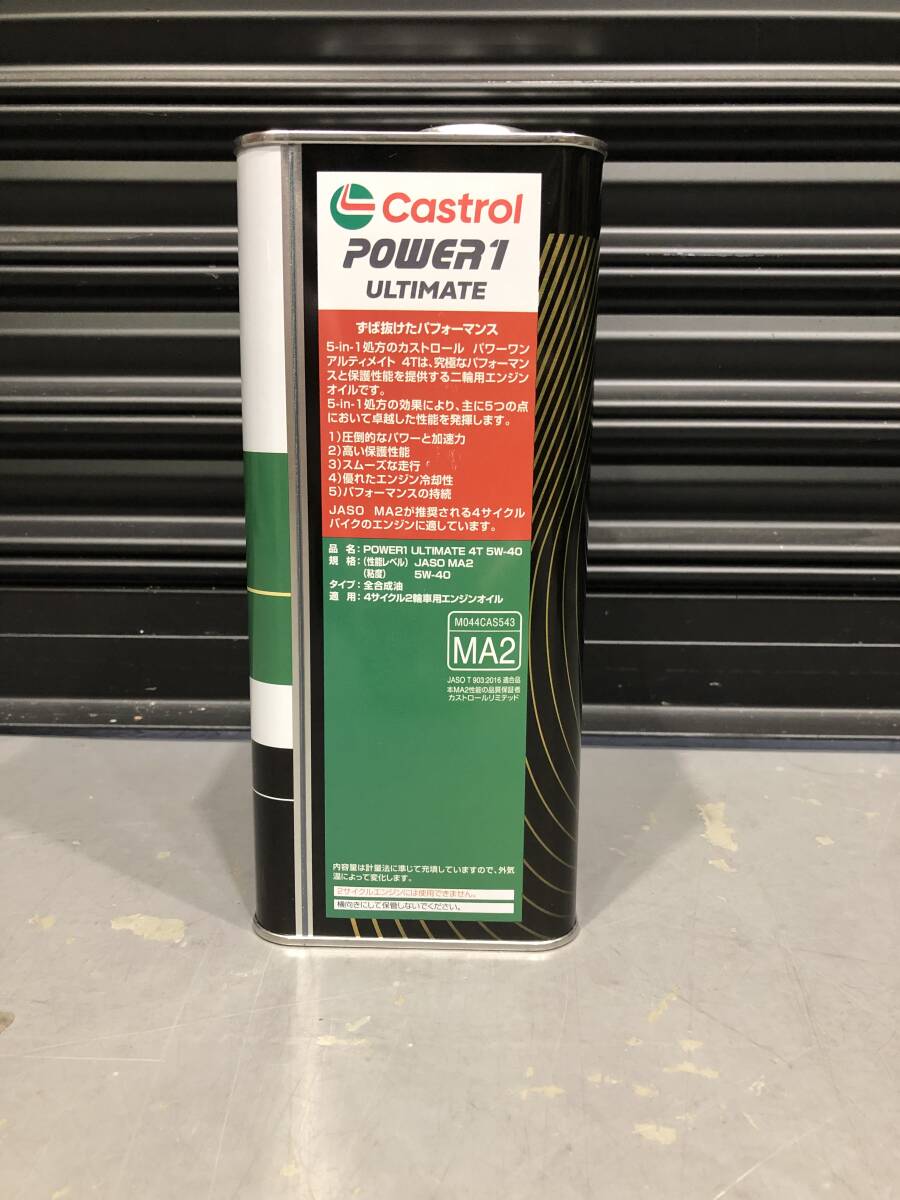 Castrol
POWER1
ULTIMATE
ずば抜けたパフォーマンス
5-in-1処方のカストロール パワーワン
アルティメイト 4Tは、究極なパフォーマン
スと保護性能を提供する二輪用エンジン
オイルです。
5-in-1処方の効果により、主に5つの点
において卓越した性能を発揮します。
1)圧倒的なパワーと加速力
2)高い保護性能
3)スムーズな走行
4)優れたエンジン冷却性
5)パフォーマンスの持続
JASO MA2が推奨される4サイクル
バイクのエンジンに適しています。
品 名:POWER1 ULTIMATE 4T 5W-40
規 格:(性能レベル) JASO MA2
(粘度) 5W-40
タイプ:全合成油
適 用:4サイクル2輪車用エンジンオイル
M044CAS543
MA2
JASO T 903:2016 適合品
本MA2性能の品質保証者
カストロールリミテッド
内容量は計量法に準じて充填していますので、外気
温によって変化します。
2サイクルエンジンには使用できません。
横向きにして保管しないでください。